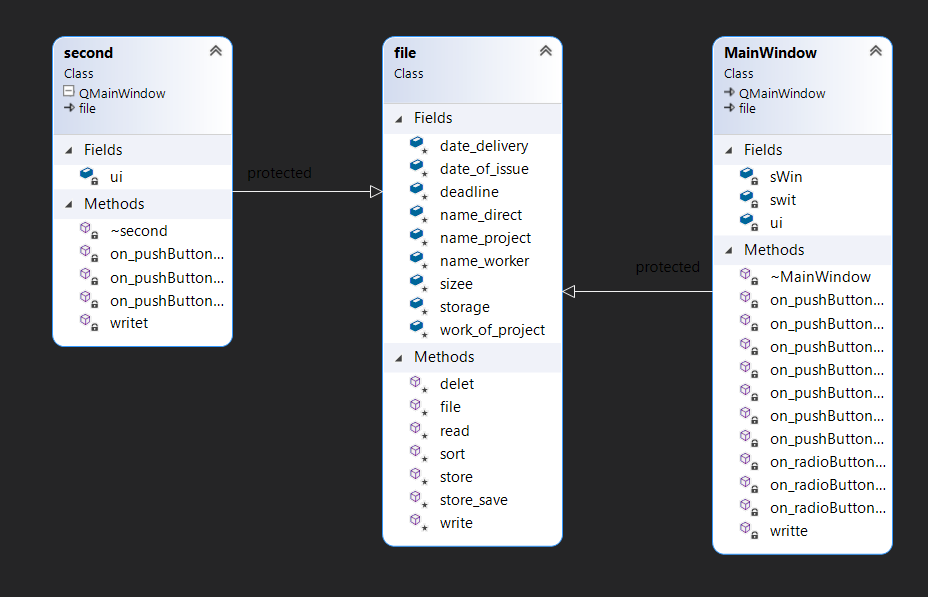 second
Class
QMainWindow
file
Fields
ui
Methods
~second
on_pushButton...
on_pushButton...
on_pushButton...
writet
protected
file
Class
Fields
date_delivery
date_of_issue
deadline
name_direct
name_project
name_worker
sizee
storage
work_of_project
Methods
delet
file
read
sort
store
store_save
write
protected
MainWindow
Class
QMainWindow
file
Fields
sWin
swit
ui
Methods
~MainWindow
on_pushButton...
on_pushButton...
on_pushButton...
on_pushButton...
on_pushButton...
on_pushButton...
on_pushButton...
on_radioButton...
on_radioButton...
on_radioButton...
writte